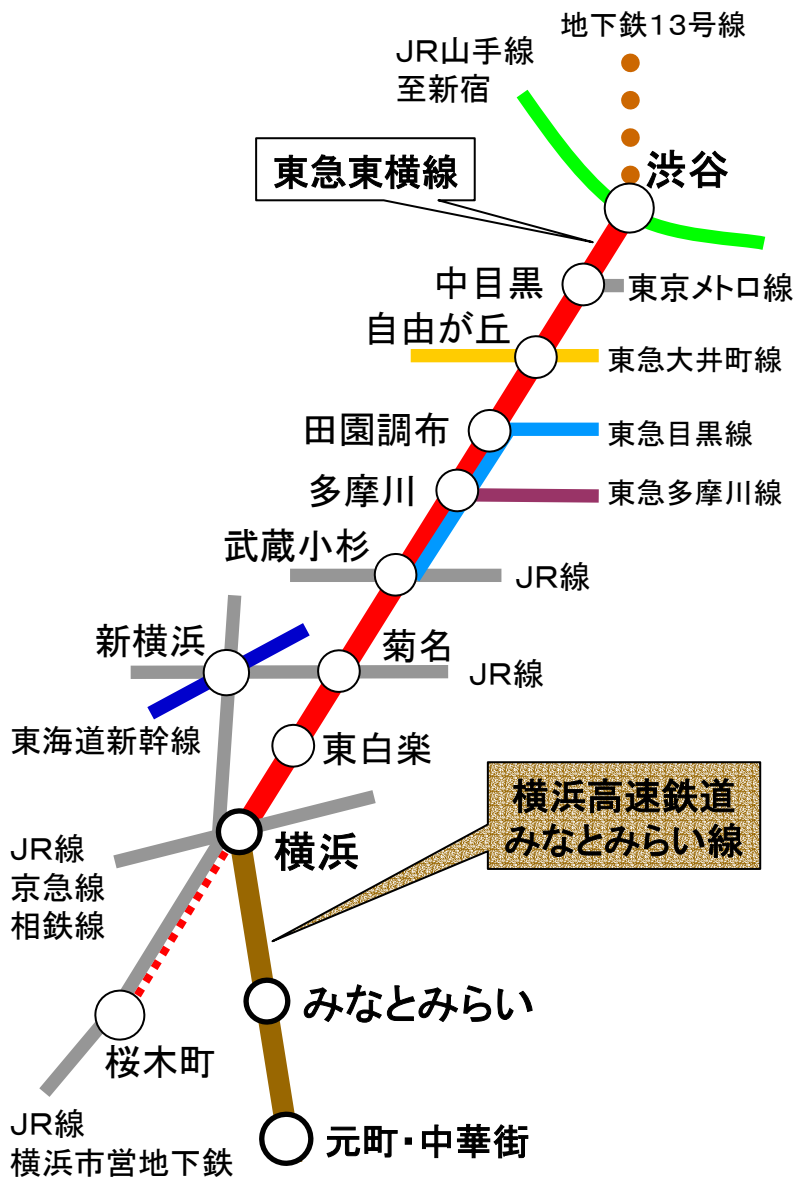 地下鉄13号線
JR山手線
至新宿
東急東横線
渋谷
中目黒
東京メトロ線
自由が丘
東急大井町線
田園調布
東急目黒線
多摩川
東急多摩川線
武蔵小杉
JR線
新横浜
菊名
JR線
東海道新幹線
東白楽
横浜高速鉄道
みなとみらい線
横浜
JR線
京急線
相鉄線
みなとみらい
桜木町
JR線
横浜市営地下鉄
元町・中華街